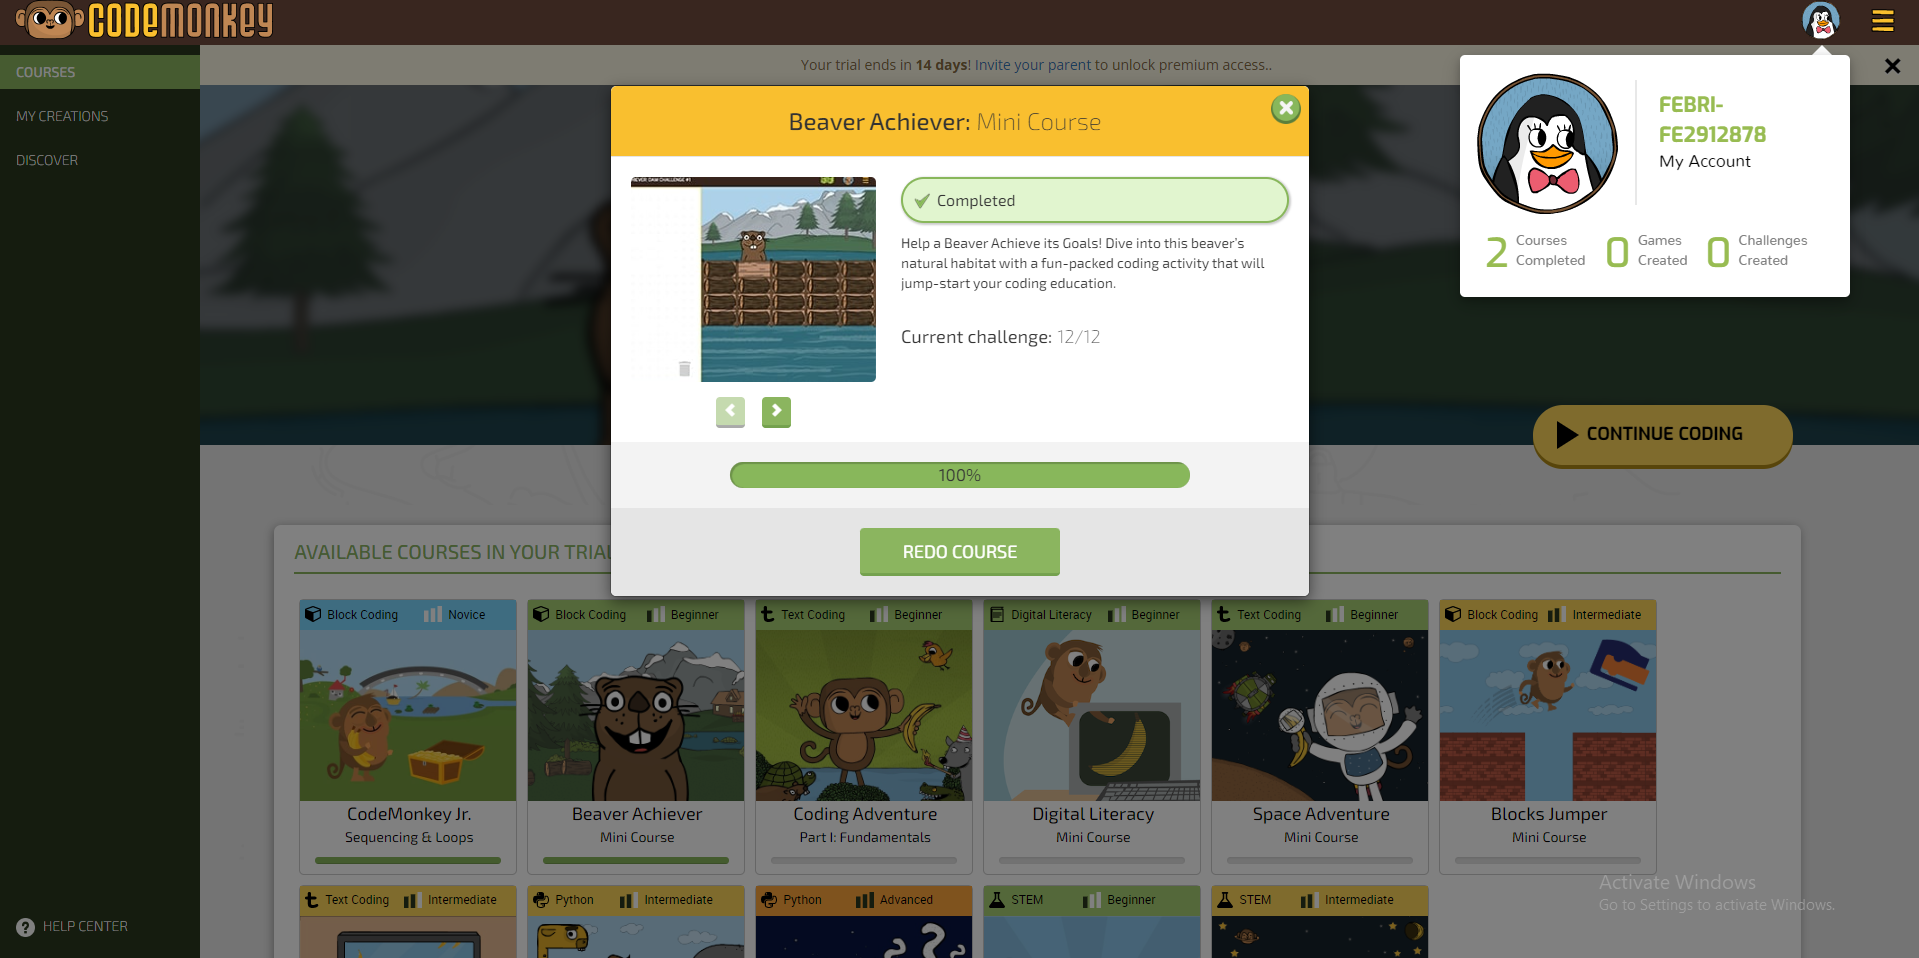 CODEMONKEY
COURSES
MY CREATIONS
DISCOVER
HELP CENTER
Your trial ends in 14 days! Invite your parent to unlock premium access..
FEBRI-
FE2912878
My Account
2 Courses Completed
0 Games Created
0 Challenges Created
Beaver Achiever: Mini Course
Completed
Help a Beaver Achieve its Goals! Dive into this beaver's
natural habitat with a fun-packed coding activity that will
jump-start your coding education.
Current challenge: 12/12
100%
REDO COURSE
CONTINUE CODING
AVAILABLE COURSES IN YOUR TRIAL
Block Coding Novice
CodeMonkey Jr.
Sequencing & Loops
Block Coding Beginner
Beaver Achiever
Mini Course
Text Coding Beginner
Coding Adventure
Part I: Fundamentals
Digital Literacy Beginner
Digital Literacy
Mini Course
Text Coding Beginner
Space Adventure
Mini Course
Block Coding Intermediate
Blocks Jumper
Mini Course
Text Coding Intermediate
Python Intermediate
Python Advanced
STEM Beginner
STEM Intermediate
Activate Windows
Go to Settings to activate Windows.